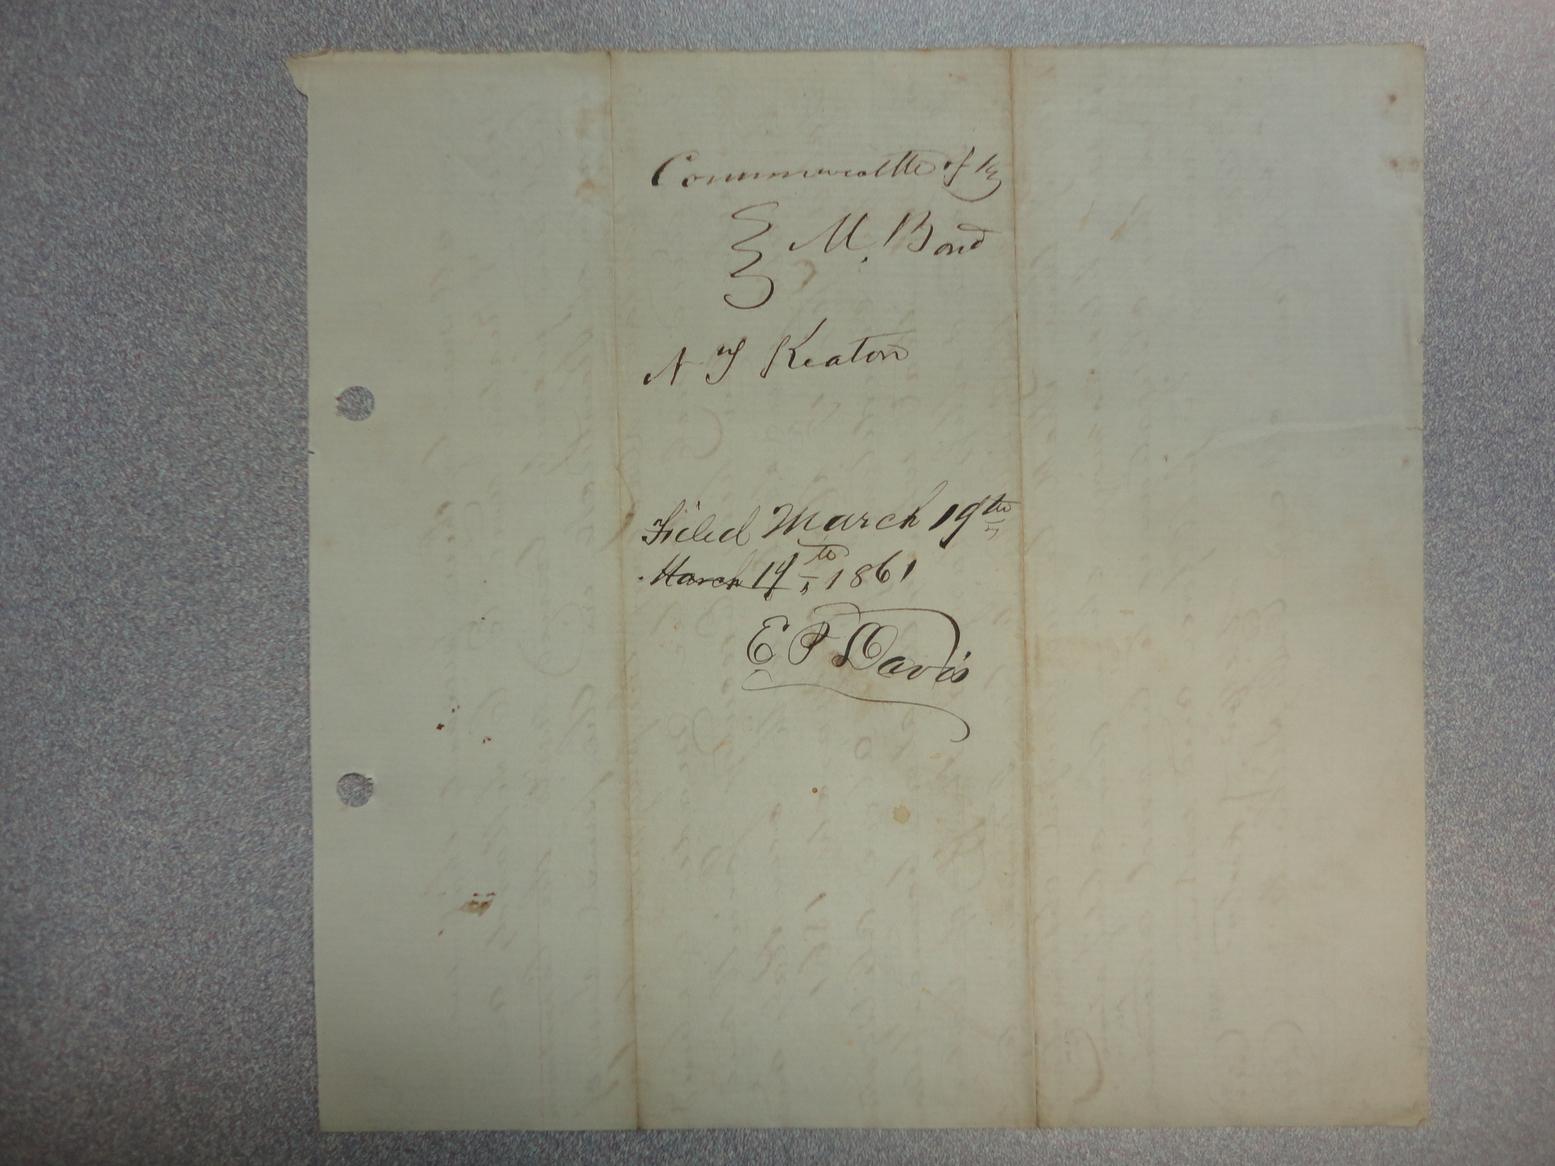 Commonwealth of Ky
M. Bond
N J Keaton
Filed March 19th
March 19th, 1861
E P Davis